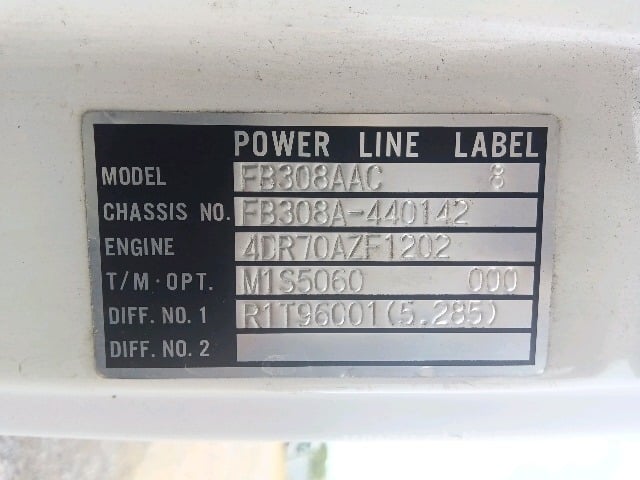 POWER LINE LABEL
MODEL FB308AAC 8
CHASSIS NO. FB308A-440142
ENGINE 4DR70AZF1202
T/M·OPT. M1S5060 000
DIFF. NO. 1 R1T96001(5.285)
DIFF. NO. 2